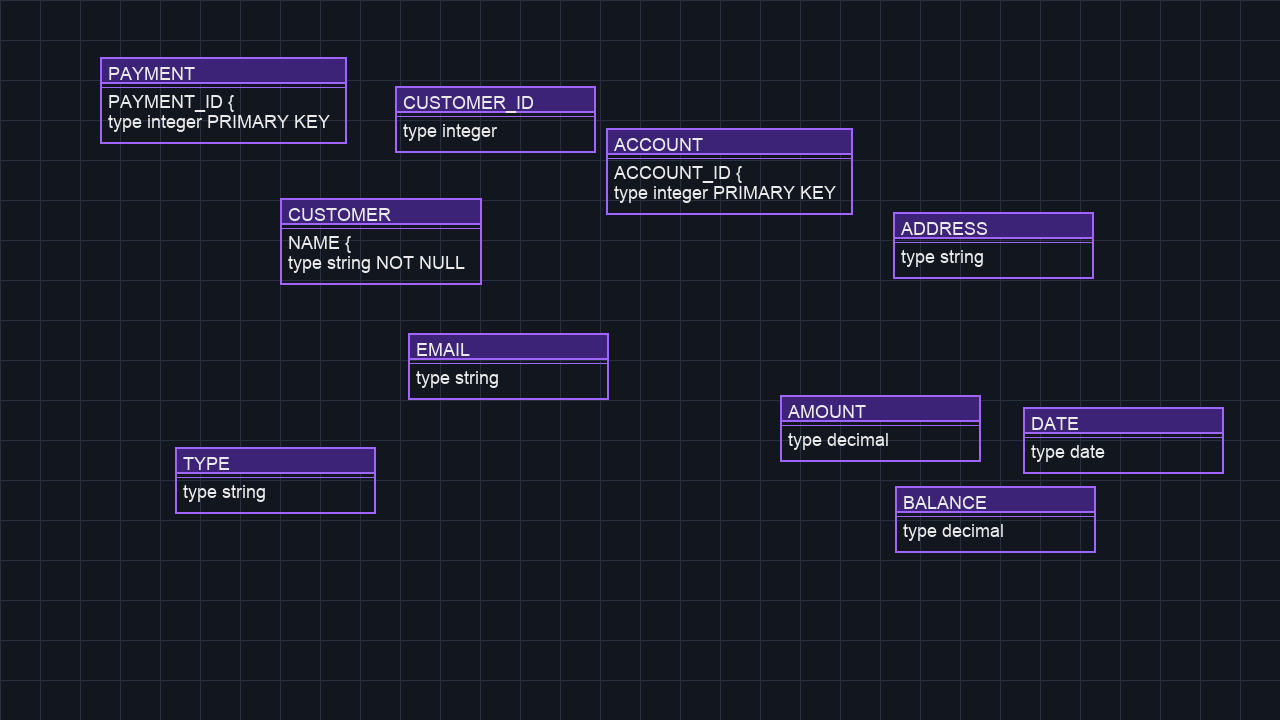 PAYMENT
PAYMENT_ID {
type integer PRIMARY KEY
CUSTOMER_ID
type integer
ACCOUNT
ACCOUNT_ID {
type integer PRIMARY KEY
CUSTOMER
NAME {
type string NOT NULL
ADDRESS
type string
EMAIL
type string
AMOUNT
type decimal
DATE
type date
TYPE
type string
BALANCE
type decimal